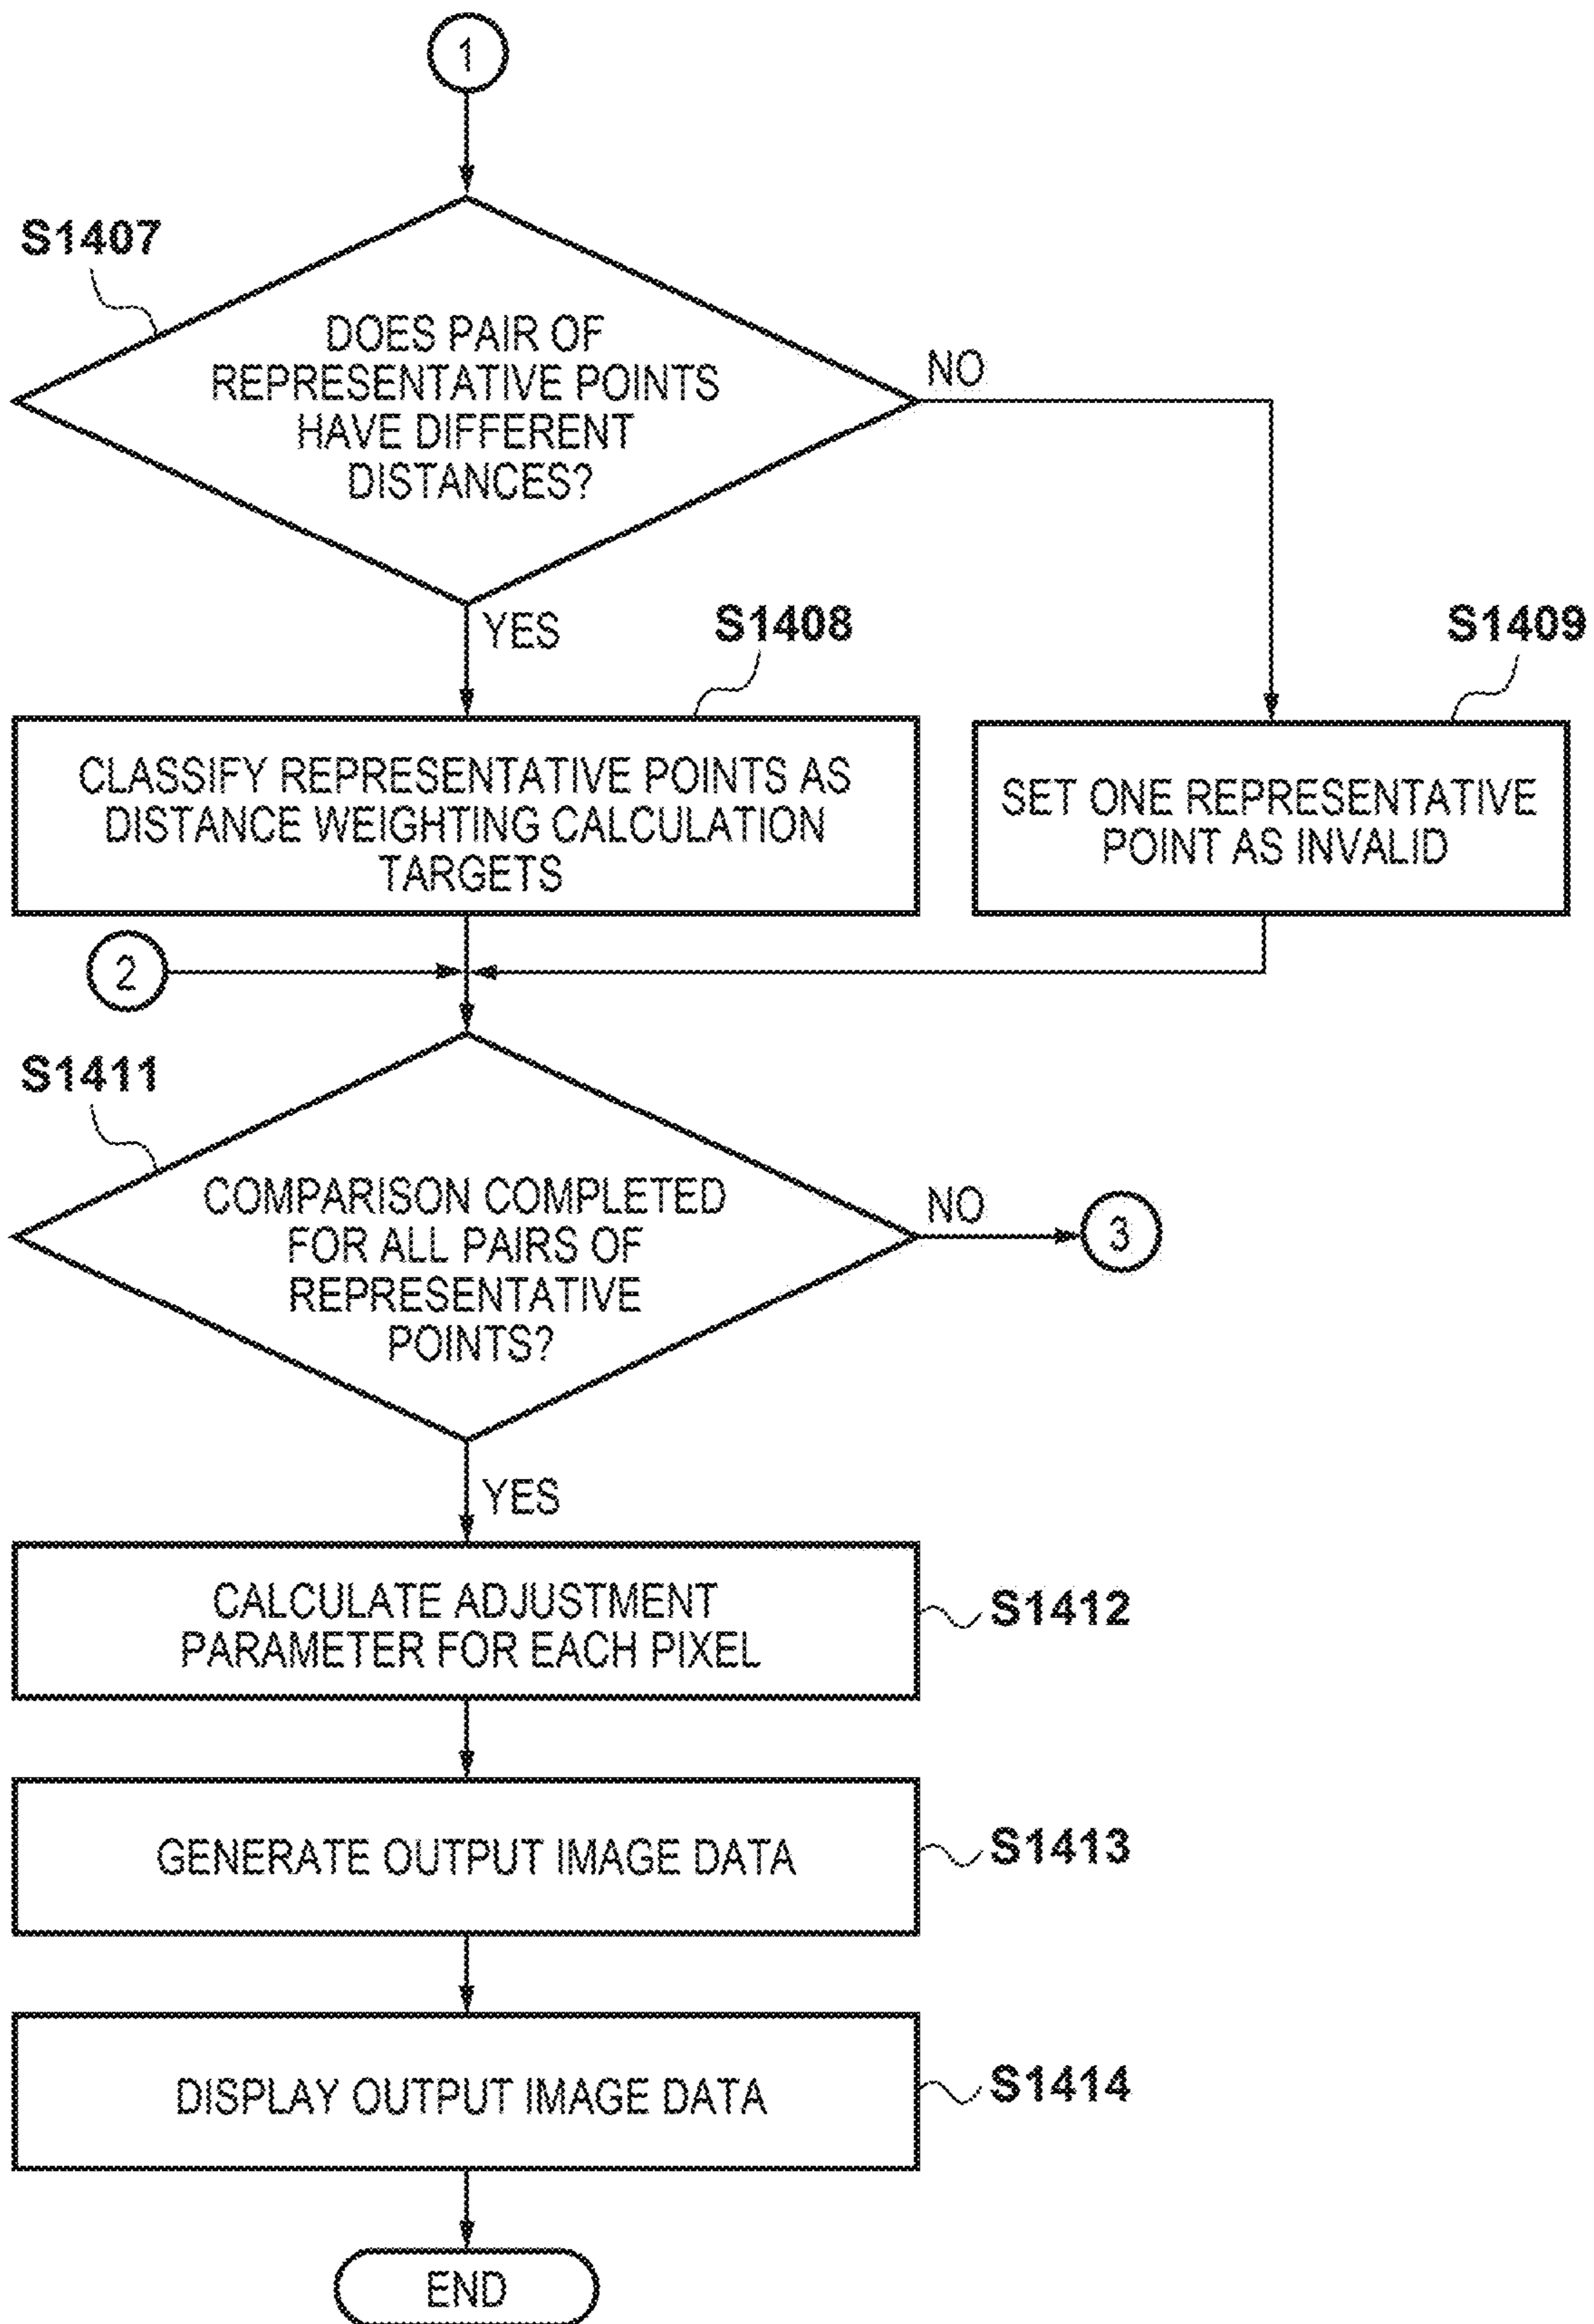 1
S1407
DOES PAIR OF
REPRESENTATIVE POINTS
HAVE DIFFERENT
DISTANCES?
NO
YES
S1408
S1409
CLASSIFY REPRESENTATIVE POINTS AS
DISTANCE WEIGHTING CALCULATION
TARGETS
SET ONE REPRESENTATIVE
POINT AS INVALID
2
S1411
COMPARISON COMPLETED
FOR ALL PAIRS OF
REPRESENTATIVE
POINTS?
NO
3
YES
CALCULATE ADJUSTMENT
PARAMETER FOR EACH PIXEL
S1412
GENERATE OUTPUT IMAGE DATA
S1413
DISPLAY OUTPUT IMAGE DATA
S1414
END